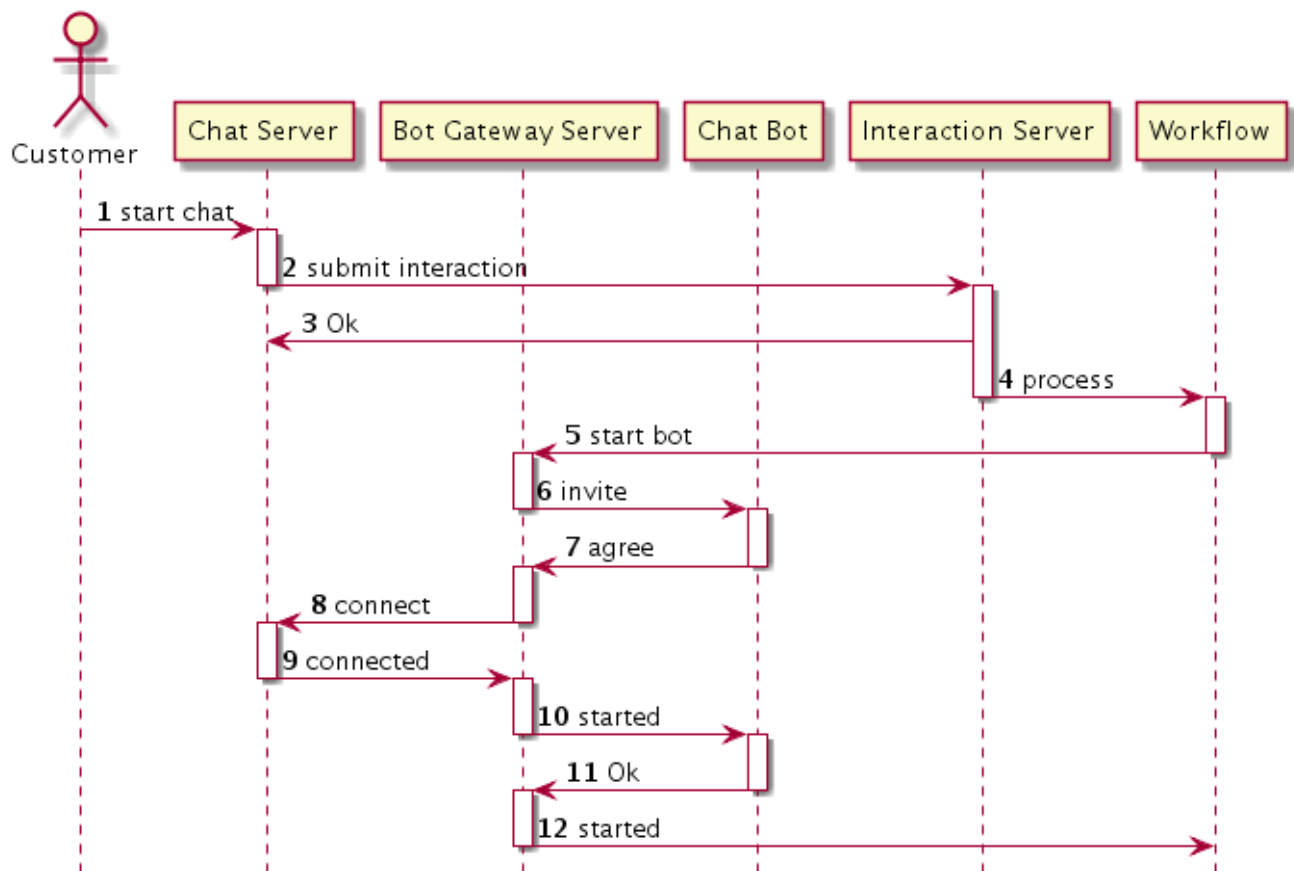 Customer
Chat Server
Bot Gateway Server
Chat Bot
Interaction Server
Workflow
1 start chat
2 submit interaction
3 Ok
4 process
5 start bot
6 invite
7 agree
8 connect
9 connected
10 started
11 Ok
12 started